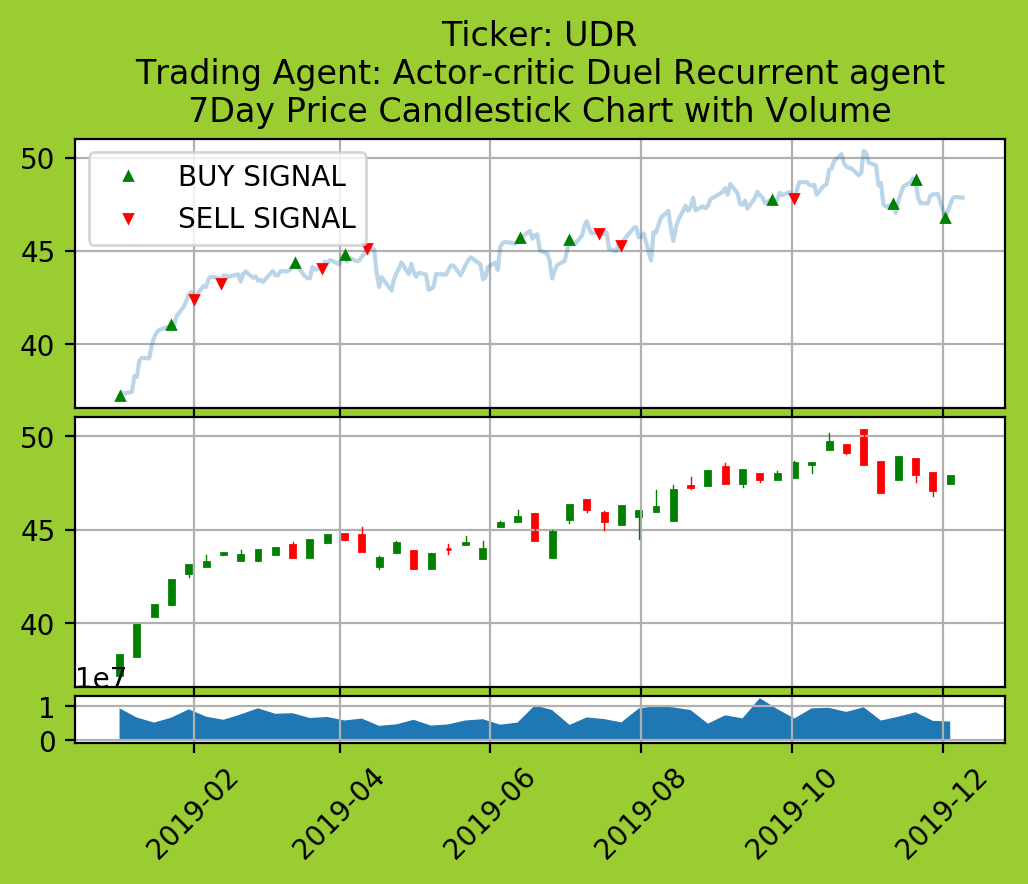 Ticker: UDR
Trading Agent: Actor-critic Duel Recurrent agent
7Day Price Candlestick Chart with Volume
BUY SIGNAL
SELL SIGNAL
50
45
40
50
45
40
1e7
1
0
2019-02
2019-04
2019-06
2019-08
2019-10
2019-12